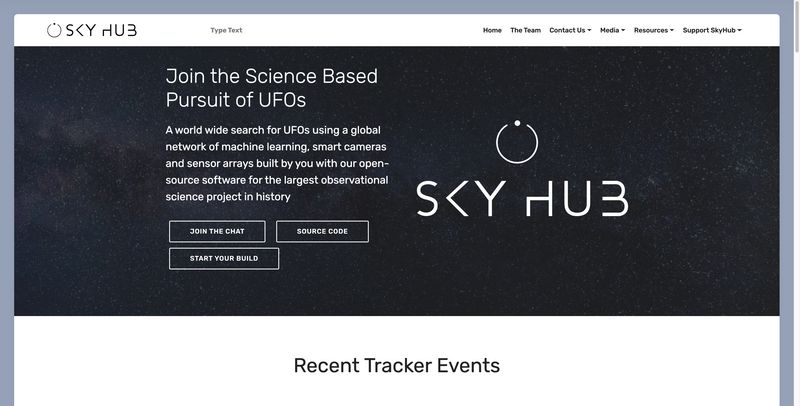 SKY HUB
Type Text
Home
The Team
Contact Us
Media
Resources
Support SkyHub
Join the Science Based
Pursuit of UFOs
A world wide search for UFOs using a global
network of machine learning, smart cameras
and sensor arrays built by you with our open-
source software for the largest observational
science project in history
JOIN THE CHAT
SOURCE CODE
START YOUR BUILD
SKY HUB
Recent Tracker Events